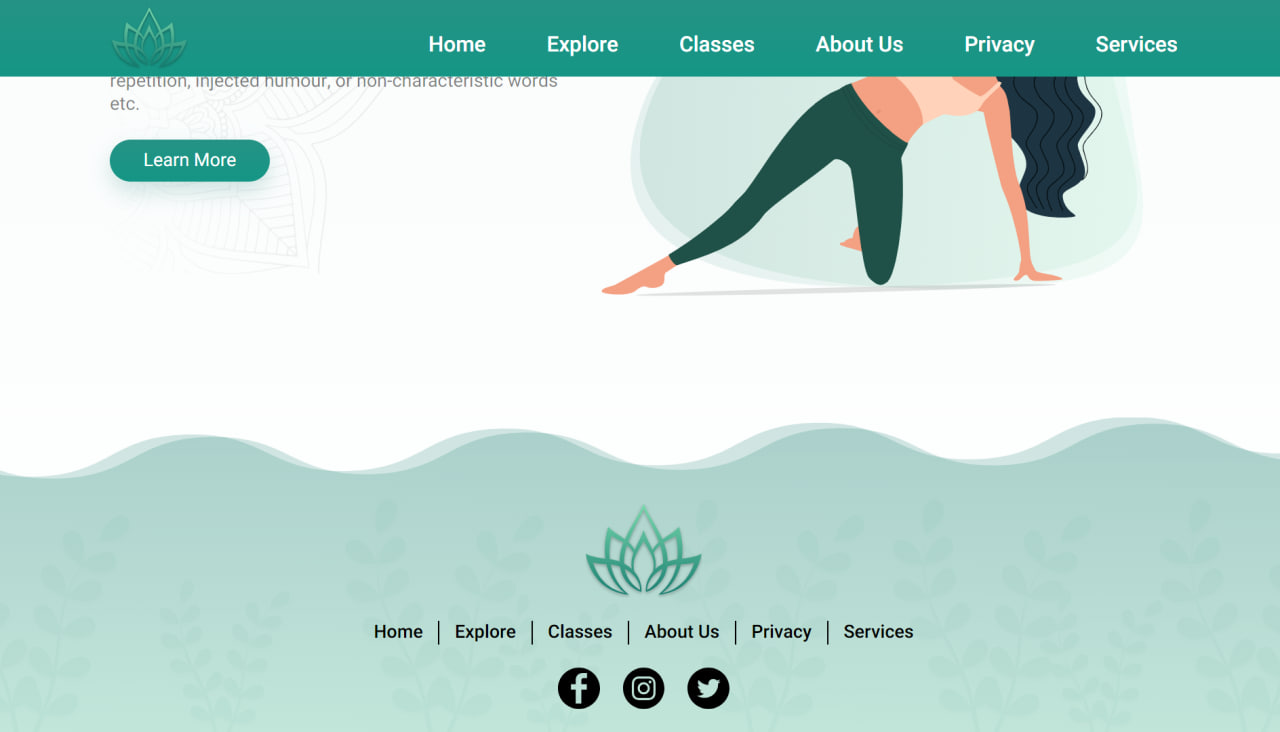 Home Explore Classes About Us Privacy Services
repetition, injected humour, or non-characteristic words
etc.
Learn More
Home Explore Classes About Us Privacy Services